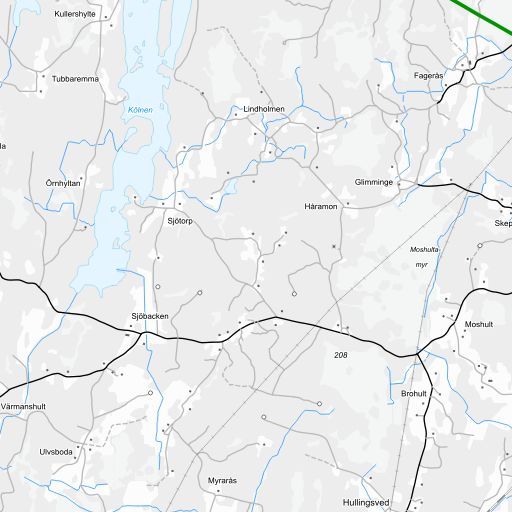 Kullershylte
Fagerås
Tubbaremma
Kölnen
Lindholmen
Örnhyltan
Glimminge
Håramon
Sjötorp
Skep
Moshulta-
myr
Sjöbacken
Moshult
208
Brohult
Värmanshult
Ulvsboda
Myrarås
Hullingsved